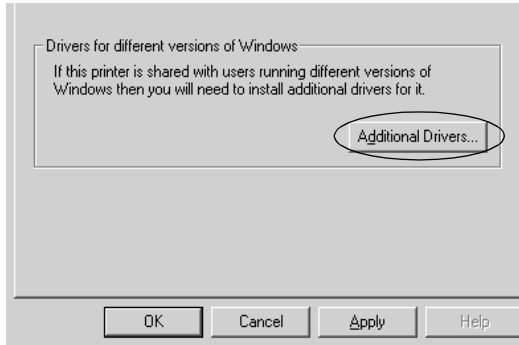 Drivers for different versions of Windows
If this printer is shared with users running different versions of
Windows then you will need to install additional drivers for it.
Additional Drivers...
OK Cancel Apply Help